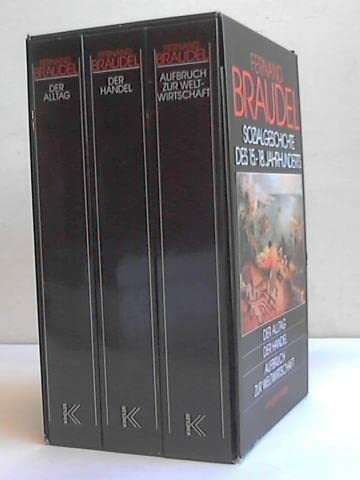 FERNAND
BRAUDEL
DER
ALLTAG
K
FERNAND
BRAUDEL
DER
HANDEL
K
FERNAND
BRAUDEL
AUFBRUCH
ZUR WELT-
WIRTSCHAFT
K
FERNAND
BRAUDEL
SOZIALGESCHICHTE
DES 15.-18. JAHRHUNDERTS
DER ALLTAG
DER HANDEL
AUFBRUCH
ZUR WELTWIRTSCHAFT